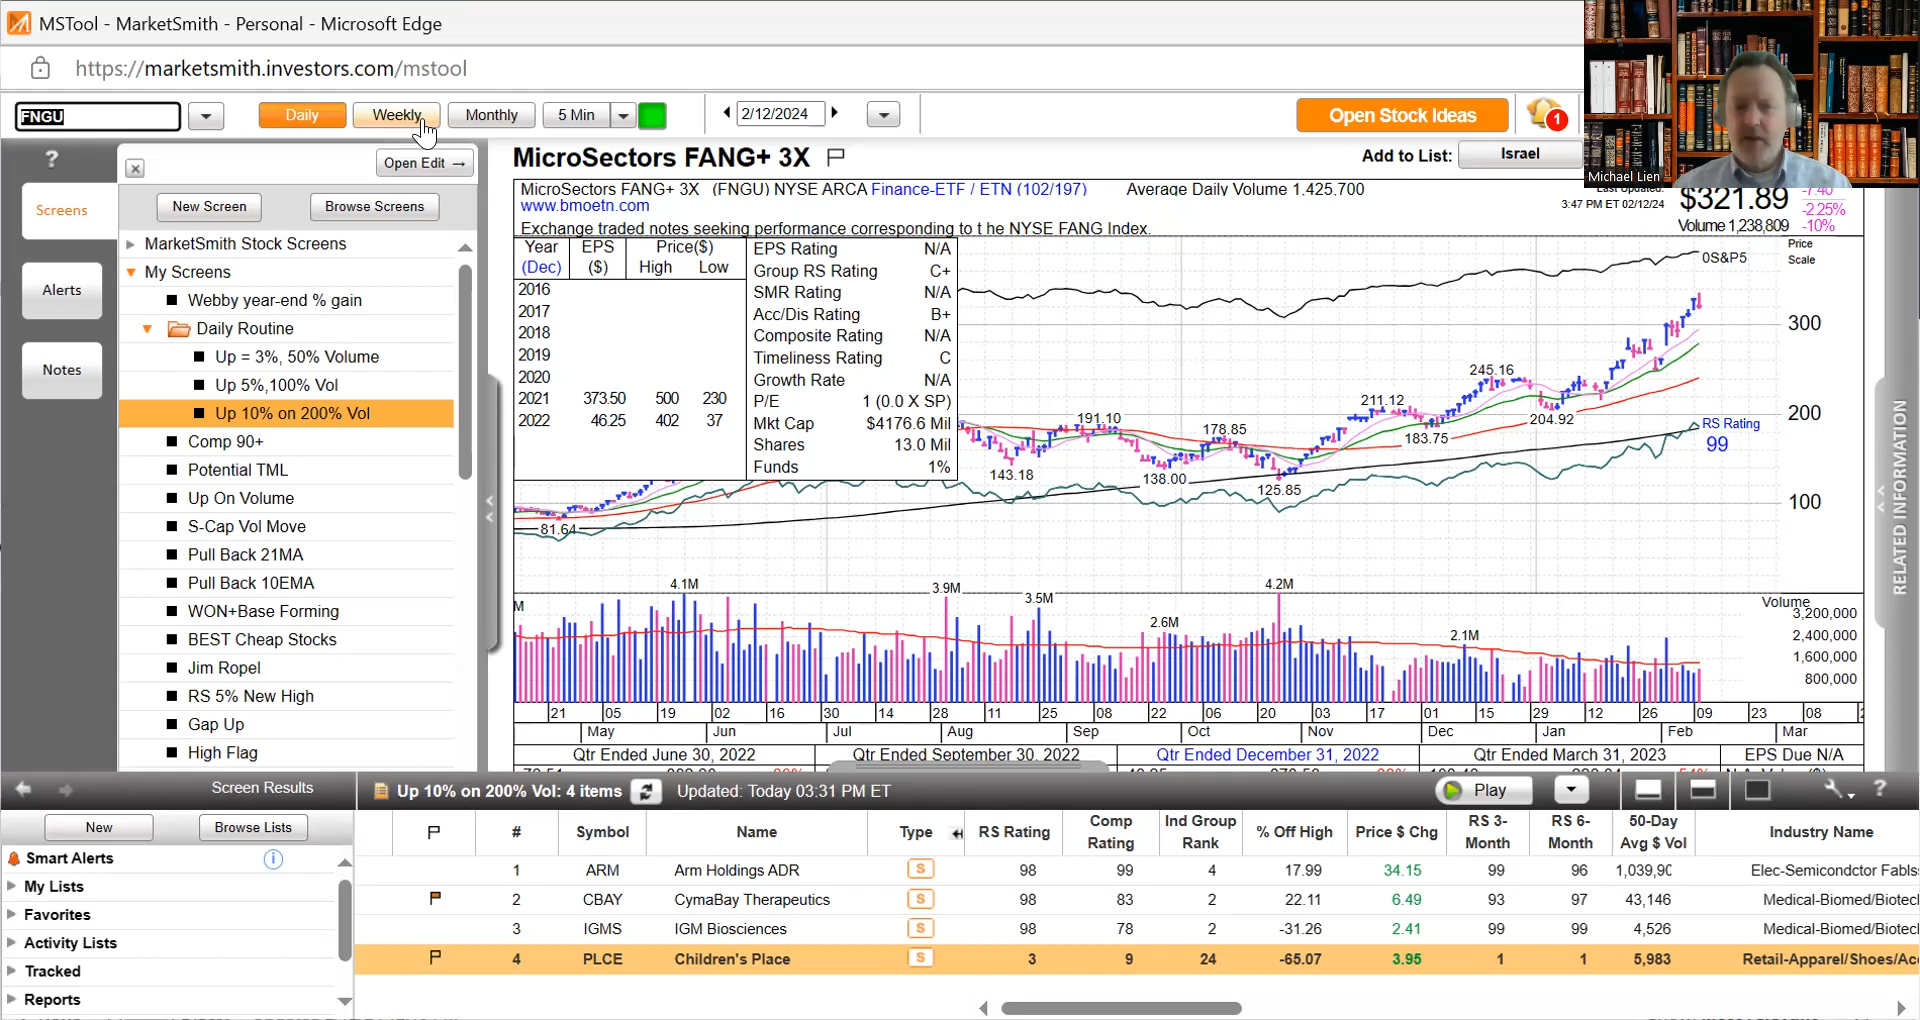 MSTool - MarketSmith - Personal - Microsoft Edge
https://marketsmith.investors.com/mstool
FNGU
Daily
Weekly
Monthly
5 Min
2/12/2024
Open Stock Ideas
1
Michael Lien
?
Open Edit →
MicroSectors FANG+ 3X
Add to List:
Israel
Screens
New Screen
Browse Screens
MarketSmith Stock Screens
My Screens
Webby year-end % gain
Daily Routine
Up = 3%, 50% Volume
Up 5%,100% Vol
Up 10% on 200% Vol
Comp 90+
Potential TML
Up On Volume
S-Cap Vol Move
Pull Back 21MA
Pull Back 10EMA
WON+Base Forming
BEST Cheap Stocks
Jim Ropel
RS 5% New High
Gap Up
High Flag
Alerts
Notes
MicroSectors FANG+ 3X (FNGU) NYSE ARCA Finance-ETF / ETN (102/197) Average Daily Volume 1.425.700
www.bmoetn.com
Exchange traded notes seeking performance corresponding to t he NYSE FANG Index.
Last Updated:
3:47 PM ET 02/12/24
$321.89
-7.40
-2.25%
Volume 1,238,809 -10%
Year EPS Price($)
(Dec) ($) High Low
2016
2017
2018
2019
2020
2021 373.50 500 230
2022 46.25 402 37
EPS Rating N/A
Group RS Rating C+
SMR Rating N/A
Acc/Dis Rating B+
Composite Rating N/A
Timeliness Rating C
Growth Rate N/A
P/E 1 (0.0 X SP)
Mkt Cap $4176.6 Mil
Shares 13.0 Mil
Funds 1%
Price
Scale
0S&P5
300
200
100
RS Rating
99
81.64
143.18
191.10
138.00
178.85
125.85
211.12
183.75
245.16
204.92
4.1M
3.9M
3.5M
2.6M
4.2M
2.1M
M
Volume
3,200,000
2,400,000
1,600,000
800,000
21 05 19 02 16 30 14 28 11 25 08 22 06 20 03 17 01 15 29 12 26 09 23 08
May Jun Jul Aug Sep Oct Nov Dec Jan Feb Mar
Qtr Ended June 30, 2022 Qtr Ended September 30, 2022 Qtr Ended December 31, 2022 Qtr Ended March 31, 2023 EPS Due N/A
RELATED INFORMATION
Screen Results
Up 10% on 200% Vol: 4 items
Updated: Today 03:31 PM ET
Play
?
New
Browse Lists
Smart Alerts
My Lists
Favorites
Activity Lists
Tracked
Reports
# Symbol Name Type RS Rating Comp Rating Ind Group Rank % Off High Price $ Chg RS 3-Month RS 6-Month 50-Day Avg $ Vol Industry Name
1 ARM Arm Holdings ADR S 98 99 4 17.99 34.15 99 96 Elec-Semicondctor Fabls
2 CBAY CymaBay Therapeutics S 98 83 2 22.11 6.49 93 97 43,146 Medical-Biomed/Biotec
3 IGMS IGM Biosciences S 98 78 2 -31.26 2.41 99 99 4,526 Medical-Biomed/Biotec
4 PLCE Children's Place S 3 9 24 -65.07 3.95 1 1 5,983 Retail-Apparel/Shoes/Ac